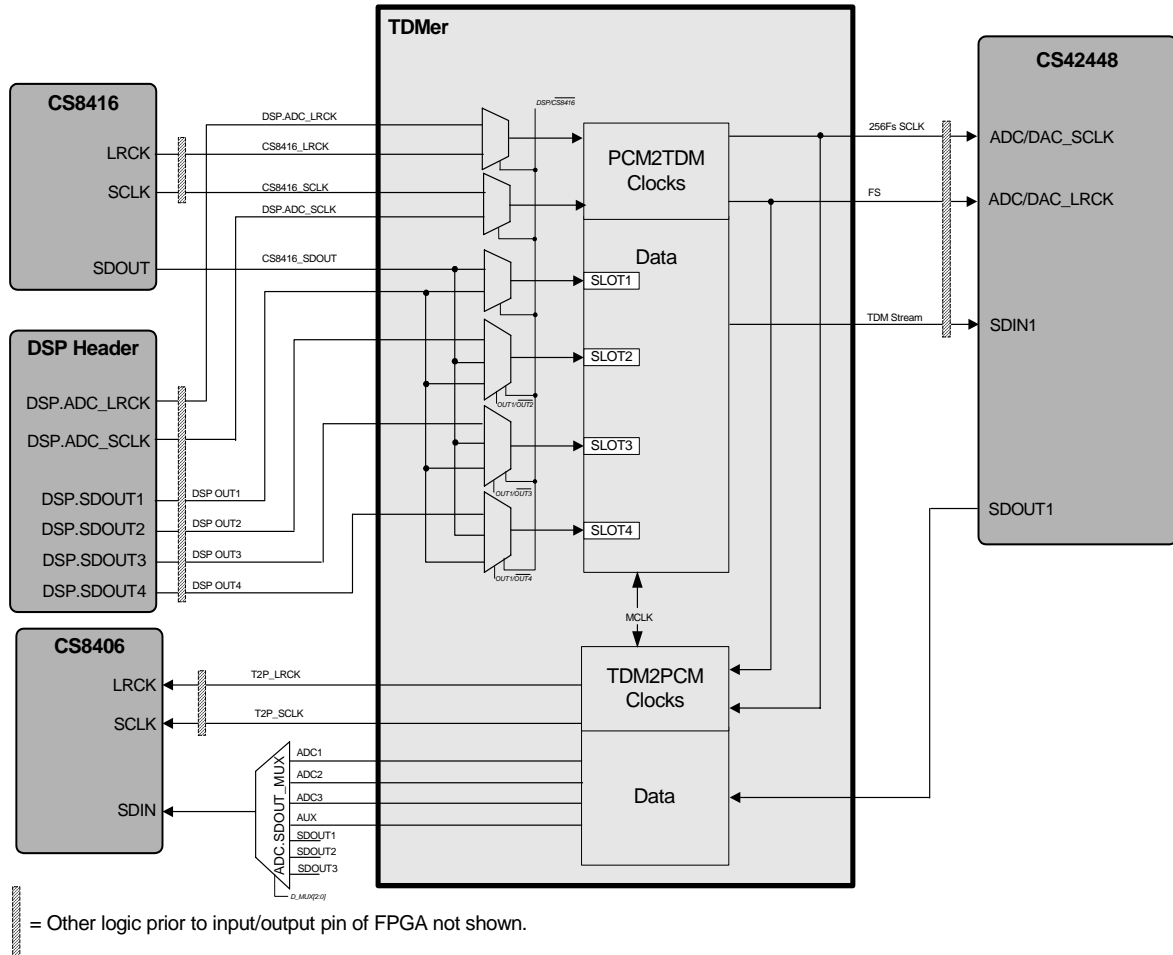 TDMer
CS8416
LRCK
SCLK
SDOUT
DSP Header
DSP.ADC_LRCK
DSP.ADC_SCLK
DSP.SDOUT1
DSP.SDOUT2
DSP.SDOUT3
DSP.SDOUT4
CS8406
LRCK
SCLK
SDIN
DSP.ADC_LRCK
CS8416_LRCK
CS8416_SCLK
DSP.ADC_SCLK
CS8416_SDOUT
DSP OUT1
DSP OUT2
DSP OUT3
DSP OUT4
T2P_LRCK
T2P_SCLK
ADC.SDOUT_MUX
ADC1
ADC2
ADC3
AUX
SDOUT1
SDOUT2
SDOUT3
D_MUX[2:0]
DSP/CS8416
OUT1/OUT2
OUT1/OUT3
OUT1/OUT4
PCM2TDM
Clocks
Data
SLOT1
SLOT2
SLOT3
SLOT4
MCLK
TDM2PCM
Clocks
Data
256Fs SCLK
FS
TDM Stream
CS42448
ADC/DAC_SCLK
ADC/DAC_LRCK
SDIN1
SDOUT1
= Other logic prior to input/output pin of FPGA not shown.